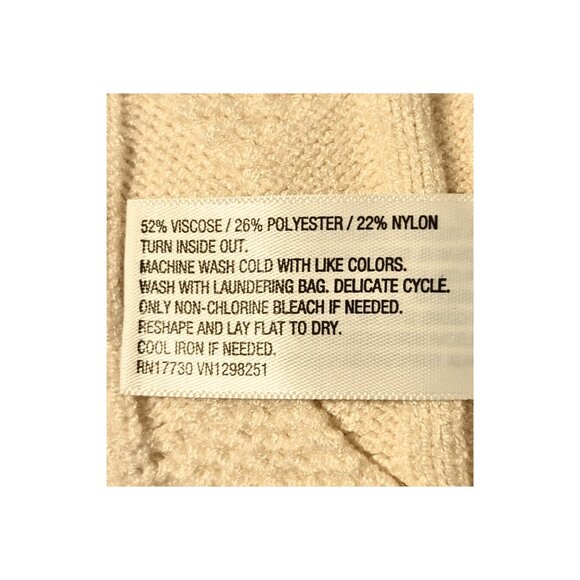 52% VISCOSE / 26% POLYESTER / 22% NYLON
TURN INSIDE OUT.
MACHINE WASH COLD WITH LIKE COLORS.
WASH WITH LAUNDERING BAG. DELICATE CYCLE.
ONLY NON-CHLORINE BLEACH IF NEEDED.
RESHAPE AND LAY FLAT TO DRY.
COOL IRON IF NEEDED.
RN17730 VN1298251